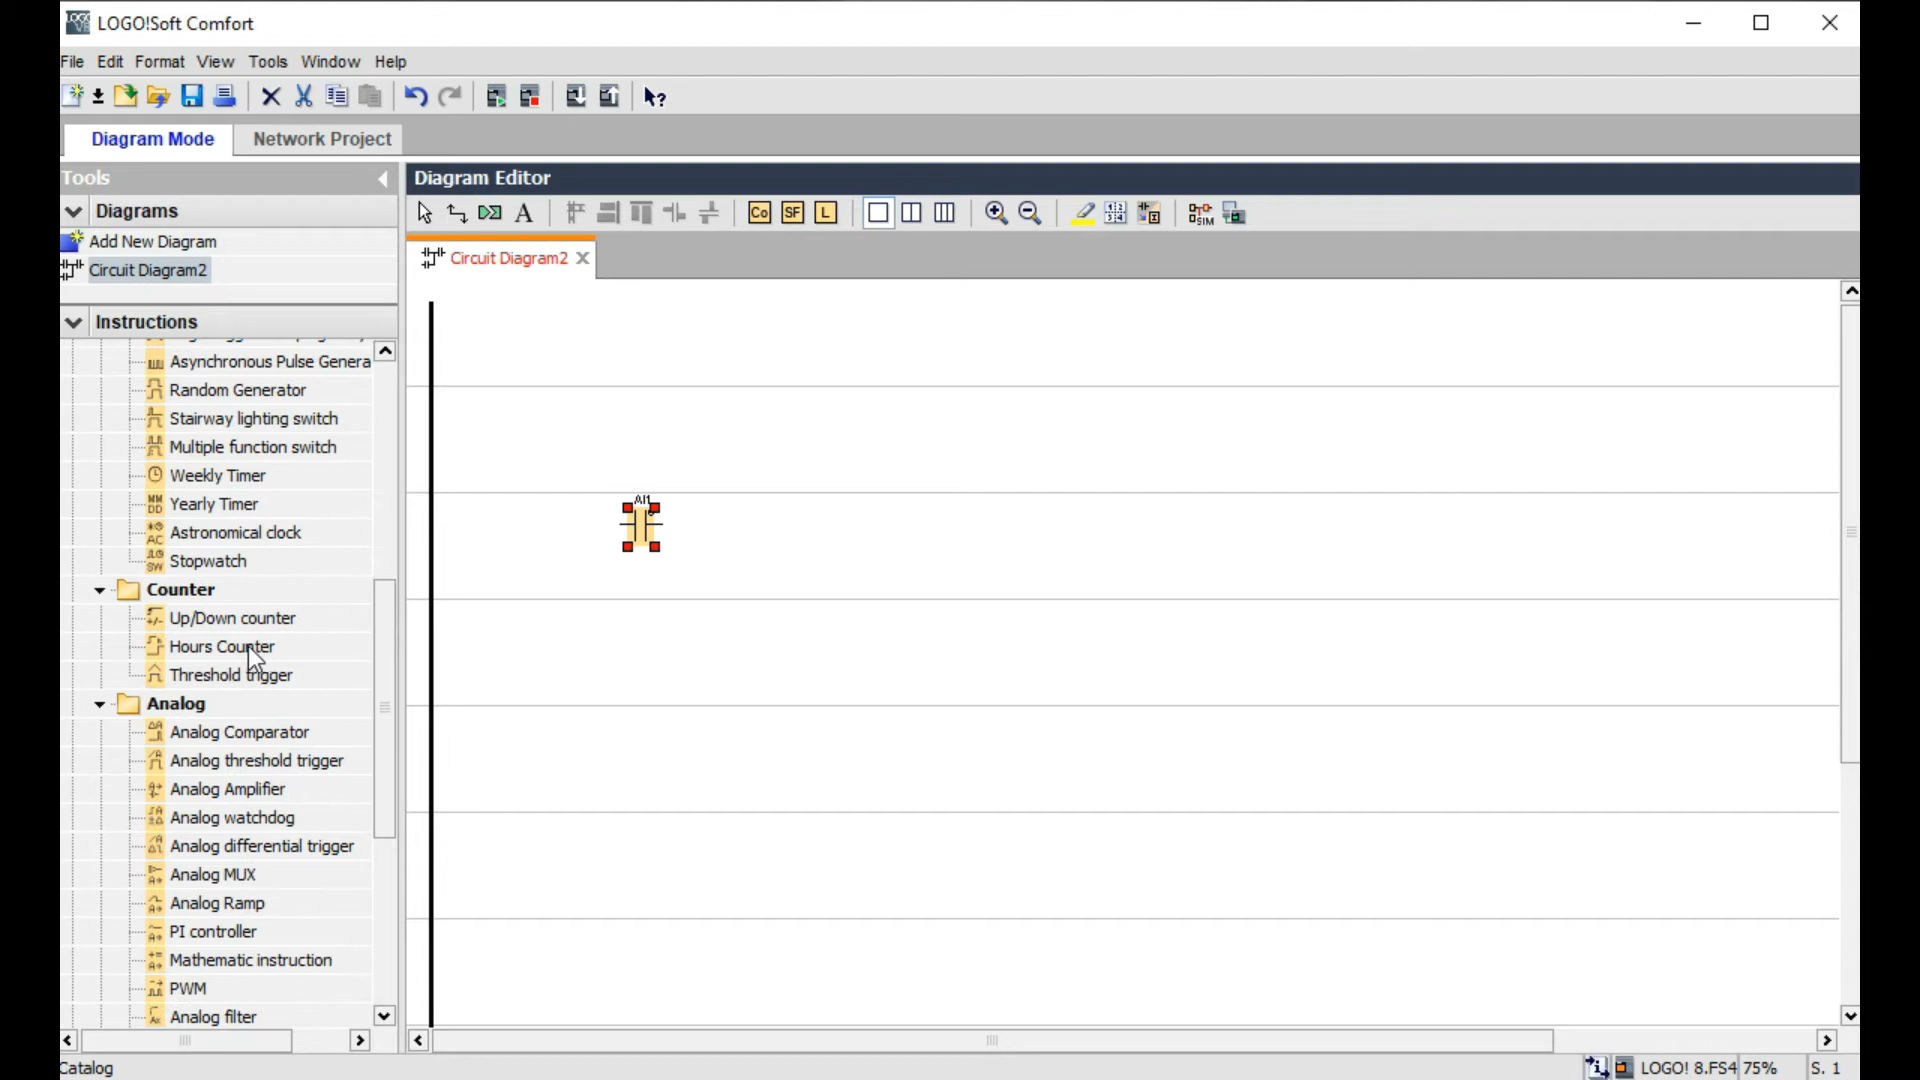 LOGO!Soft Comfort
File Edit Format View Tools Window Help
Diagram Mode
Network Project
Tools
Diagrams
Add New Diagram
Circuit Diagram2
Instructions
Asynchronous Pulse Genera
Random Generator
Stairway lighting switch
Multiple function switch
Weekly Timer
Yearly Timer
Astronomical clock
Stopwatch
Counter
Up/Down counter
Hours Counter
Threshold trigger
Analog
Analog Comparator
Analog threshold trigger
Analog Amplifier
Analog watchdog
Analog differential trigger
Analog MUX
Analog Ramp
PI controller
Mathematic instruction
PWM
Analog filter
Diagram Editor
A Co SF L SIM
Circuit Diagram2
AI1
Catalog
LOGO! 8.FS4 75% S. 1